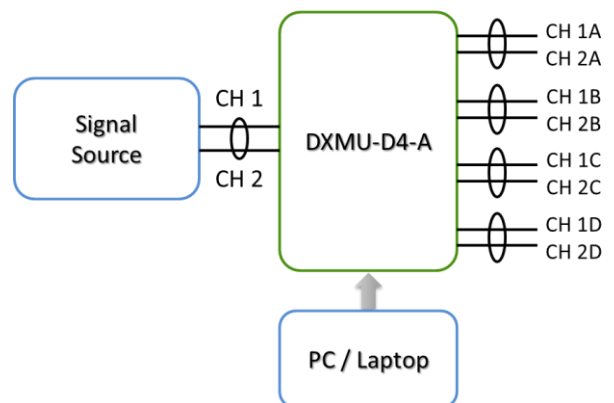 Signal
Source
CH 1
CH 2
DXMU-D4-A
CH 1A
CH 2A
CH 1B
CH 2B
CH 1C
CH 2C
CH 1D
CH 2D
PC / Laptop